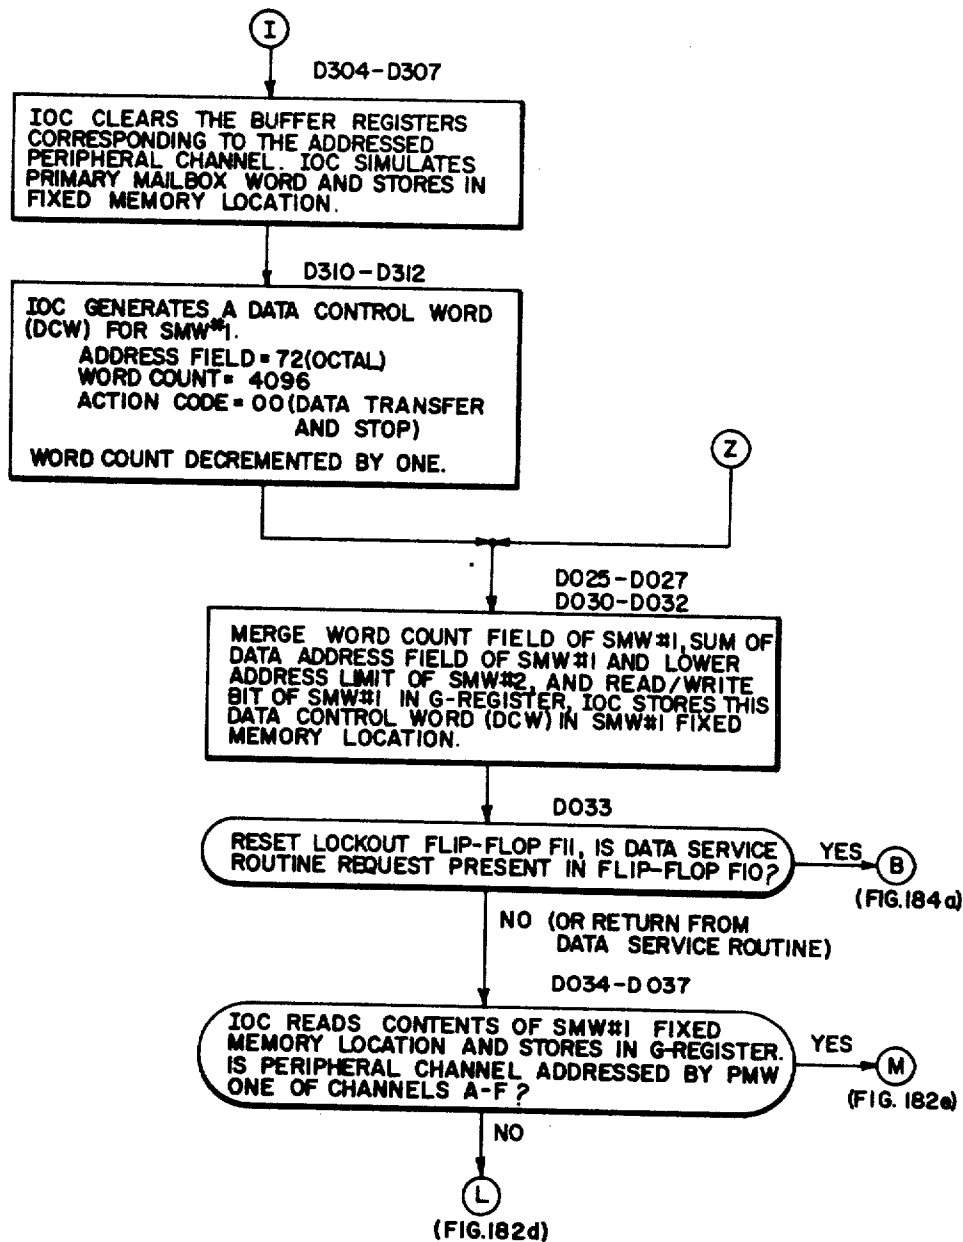 I
D304-D307
IOC CLEARS THE BUFFER REGISTERS
CORRESPONDING TO THE ADDRESSED
PERIPHERAL CHANNEL. IOC SIMULATES
PRIMARY MAILBOX WORD AND STORES IN
FIXED MEMORY LOCATION.
D310-D312
IOC GENERATES A DATA CONTROL WORD
(DCW) FOR SMW#1.
ADDRESS FIELD = 72(OCTAL)
WORD COUNT= 4096
ACTION CODE = 00(DATA TRANSFER
AND STOP)
WORD COUNT DECREMENTED BY ONE.
Z
D025-D027
D030-D032
MERGE WORD COUNT FIELD OF SMW#1, SUM OF
DATA ADDRESS FIELD OF SMW#1 AND LOWER
ADDRESS LIMIT OF SMW#2, AND READ/WRITE
BIT OF SMW#1 IN G-REGISTER, IOC STORES THIS
DATA CONTROL WORD (DCW) IN SMW#1 FIXED
MEMORY LOCATION.
D033
RESET LOCKOUT FLIP-FLOP F11, IS DATA SERVICE
ROUTINE REQUEST PRESENT IN FLIP-FLOP F10?
YES
B
(FIG.184a)
NO (OR RETURN FROM
DATA SERVICE ROUTINE)
D034-D037
IOC READS CONTENTS OF SMW#1 FIXED
MEMORY LOCATION AND STORES IN G-REGISTER.
IS PERIPHERAL CHANNEL ADDRESSED BY PMW
ONE OF CHANNELS A-F?
YES
M
(FIG. 182e)
NO
L
(FIG.182d)